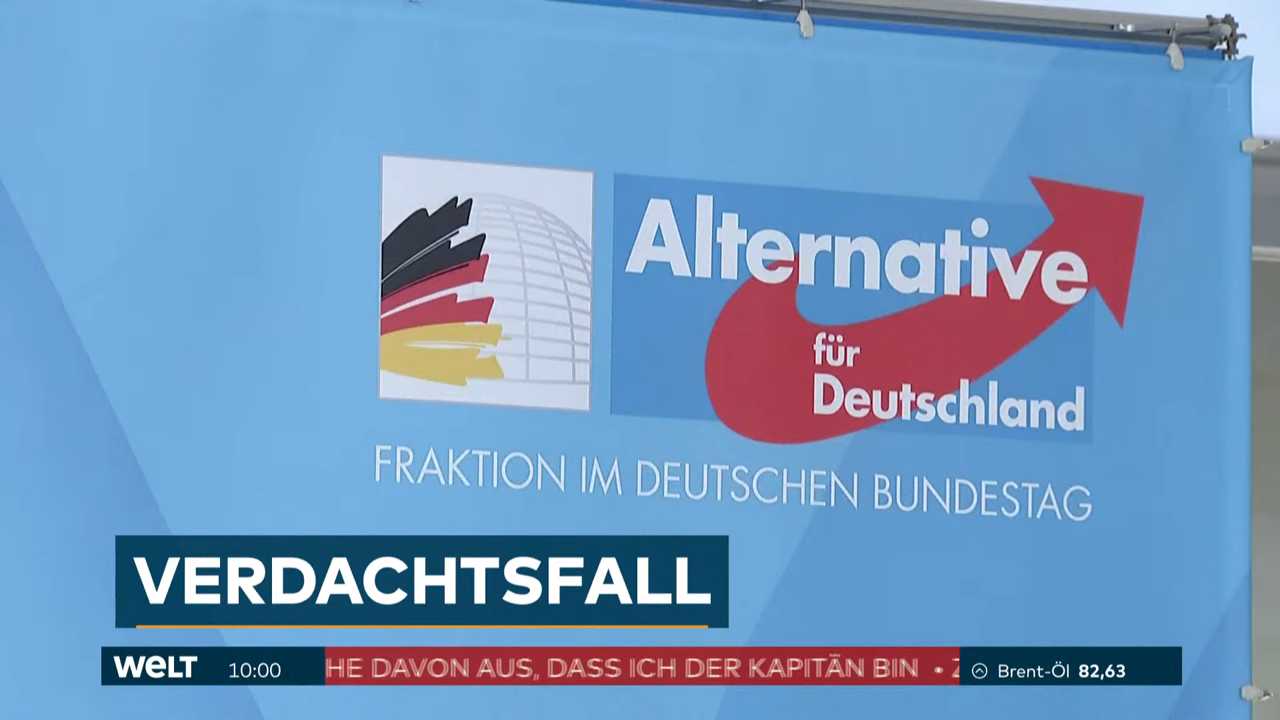 Alternative
für
Deutschland
FRAKTION IM DEUTSCHEN BUNDESTAG
VERDACHTSFALL
welt 10:00 HE DAVON AUS, DASS ICH DER KAPITÄN BIN • Brent-Öl 82,63